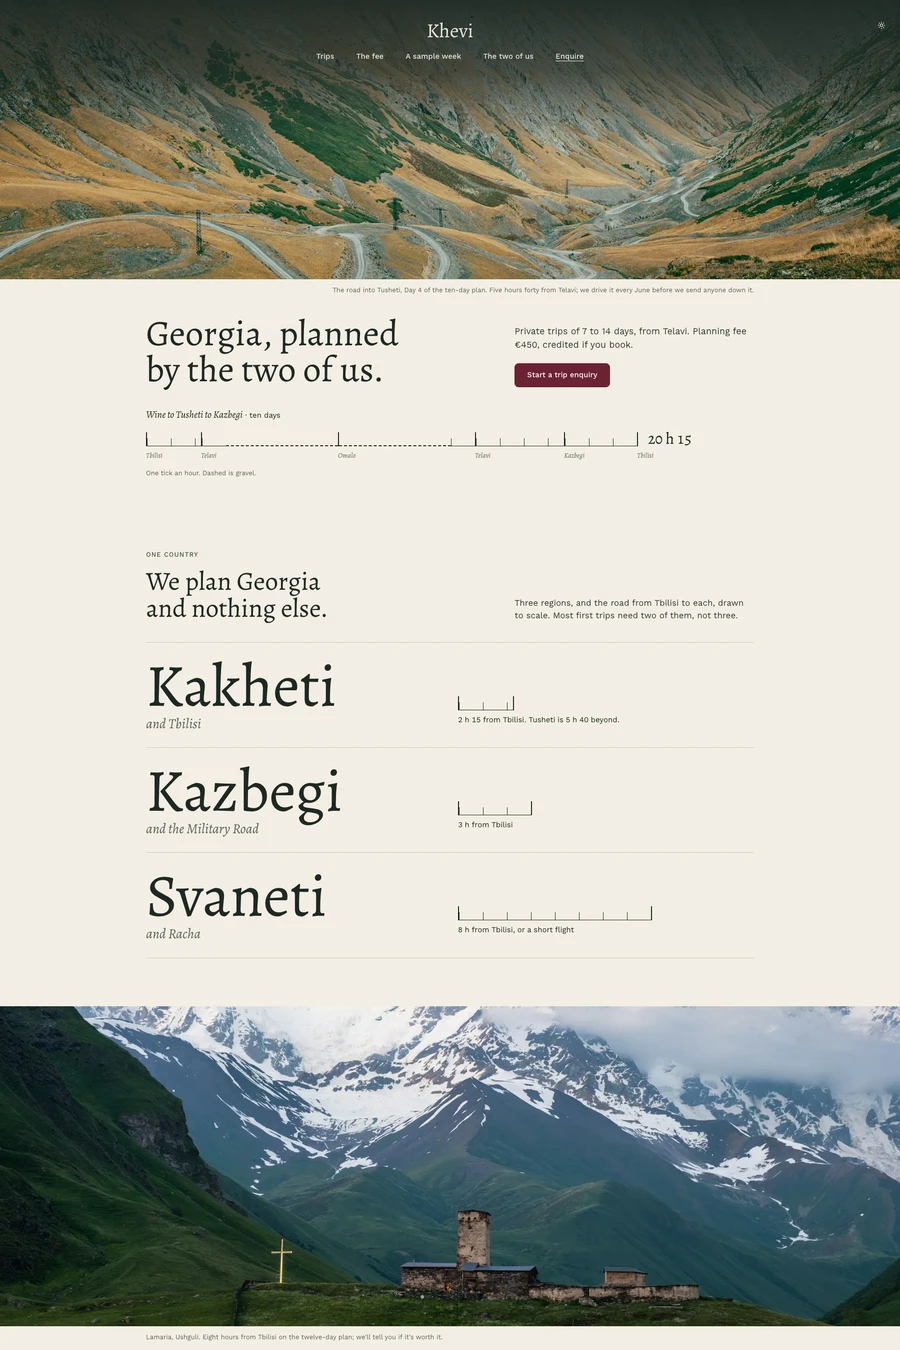 Khevi
Trips The fee A sample week The two of us Enquire
The road into Tusheti, Day 4 of the ten-day plan. Five hours forty from Telavi; we drive it every June before we send anyone down it.
Georgia, planned
by the two of us.
Private trips of 7 to 14 days, from Telavi. Planning fee
€450, credited if you book.
Start a trip enquiry
Wine to Tusheti to Kazbegi · ten days
20 h 15
Tbilisi Telavi Omalo Telavi Kazbegi Tbilisi
One tick an hour. Dashed is gravel.
ONE COUNTRY
We plan Georgia
and nothing else.
Three regions, and the road from Tbilisi to each, drawn
to scale. Most first trips need two of them, not three.
Kakheti
and Tbilisi
2 h 15 from Tbilisi. Tusheti is 5 h 40 beyond.
Kazbegi
and the Military Road
3 h from Tbilisi
Svaneti
and Racha
8 h from Tbilisi, or a short flight
Lamaria, Ushguli. Eight hours from Tbilisi on the twelve-day plan; we'll tell you if it's worth it.